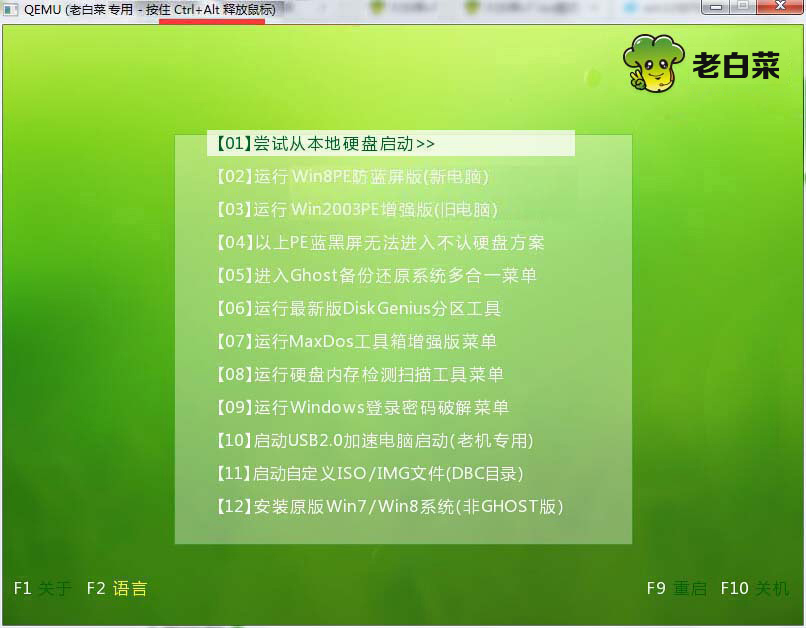 QEMU (老白菜 专用 - 按住 Ctrl+Alt 释放鼠标)
老白菜
【01】尝试从本地硬盘启动>>
【02】运行Win8PE防蓝屏版(新电脑)
【03】运行Win2003PE增强版(旧电脑)
【04】以上PE蓝黑屏无法进入不认硬盘方案
【05】进入Ghost备份还原系统多合一菜单
【06】运行最新版DiskGenius分区工具
【07】运行MaxDos工具箱增强版菜单
【08】运行硬盘内存检测扫描工具菜单
【09】运行Windows登录密码破解菜单
【10】启动USB2.0加速电脑启动(老机专用)
【11】启动自定义ISO/IMG文件(DBC目录)
【12】安装原版Win7/Win8系统(非GHOST版)
F1 关于 F2 语言 F9 重启 F10 关机